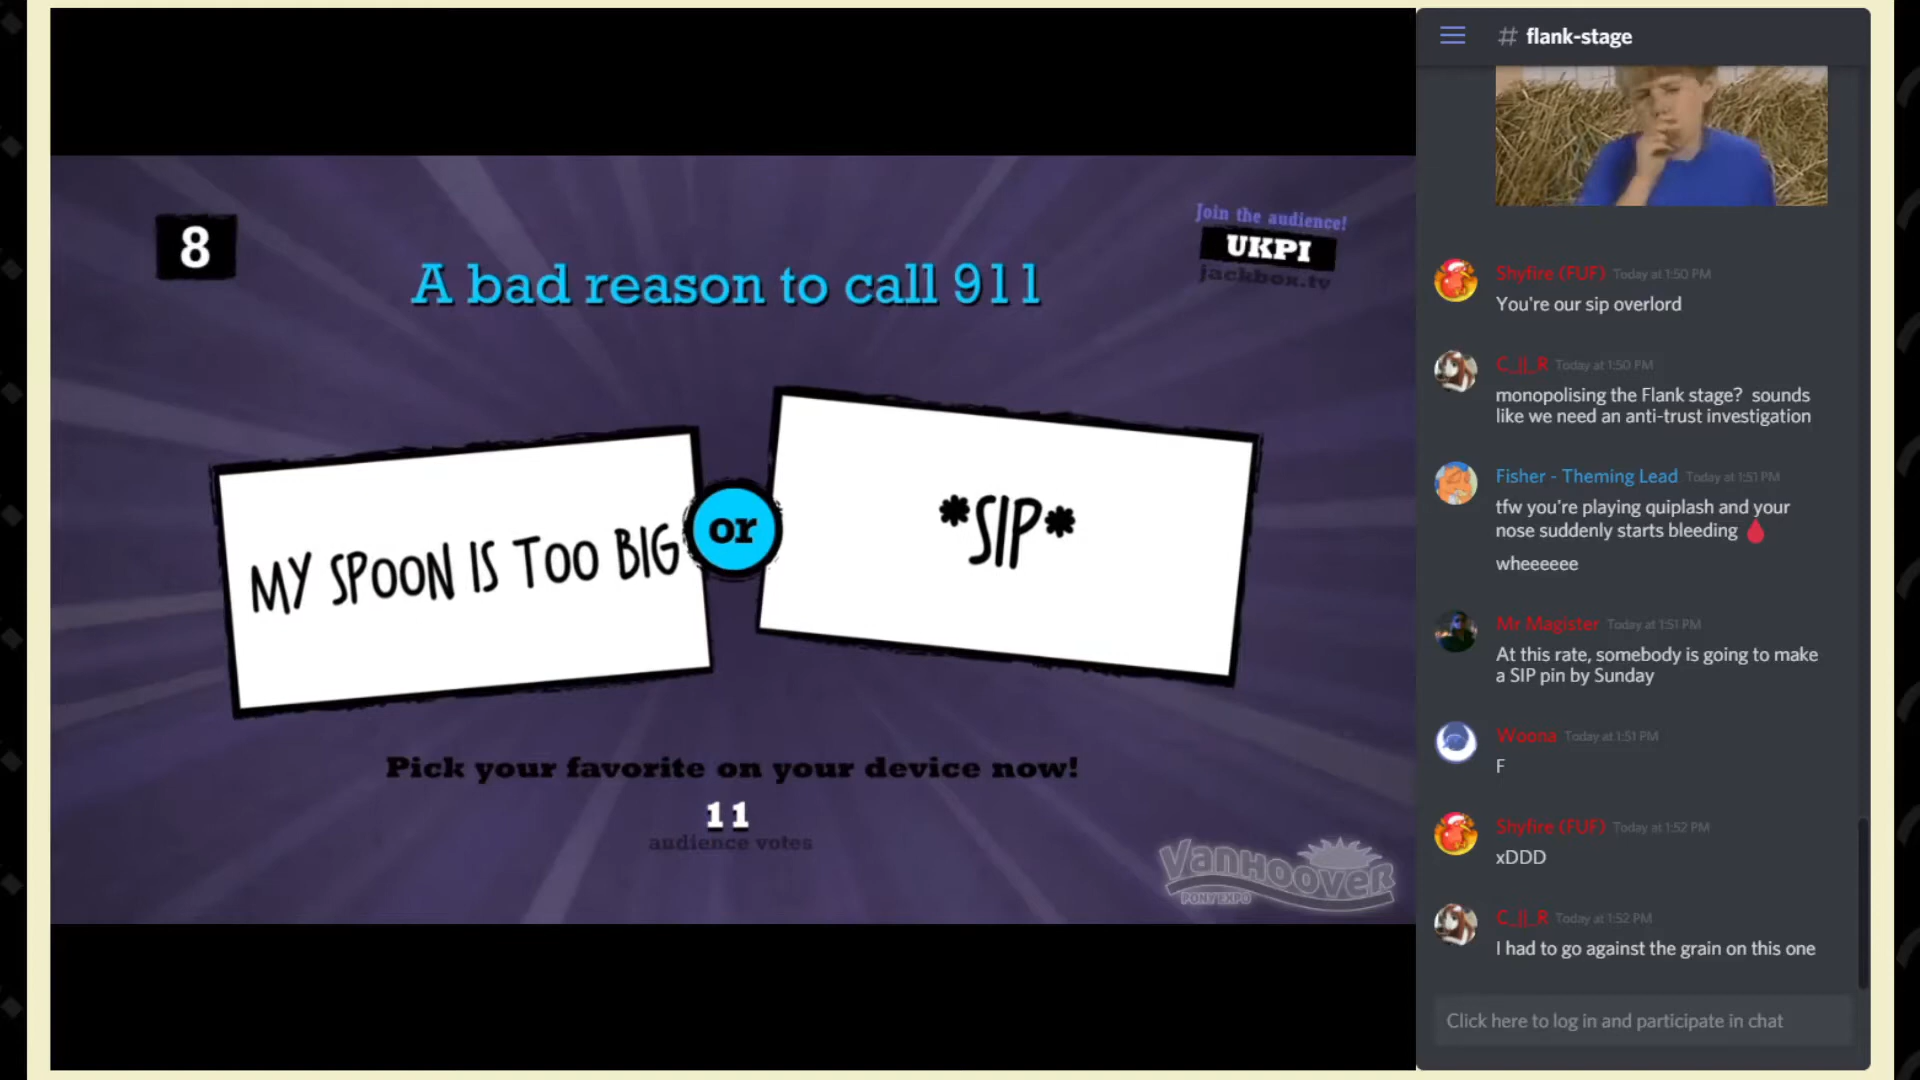 8
A bad reason to call 911
Join the audience!
UKPI
jackbox.tv
MY SPOON IS TOO BIG
or
*SIP*
Pick your favorite on your device now!
11
audience votes
VANHOOVER
PONY EXPO
# flank-stage
Shyfire (FUF) Today at 1:50 PM
You're our sip overlord
C_||_R Today at 1:50 PM
monopolising the Flank stage? sounds
like we need an anti-trust investigation
Fisher - Theming Lead Today at 1:51 PM
tfw you're playing quiplash and your
nose suddenly starts bleeding 🩸
wheeeeee
Mr Magister Today at 1:51 PM
At this rate, somebody is going to make
a SIP pin by Sunday
Woona Today at 1:51 PM
F
Shyfire (FUF) Today at 1:52 PM
xDDD
C_||_R Today at 1:52 PM
I had to go against the grain on this one
Click here to log in and participate in chat